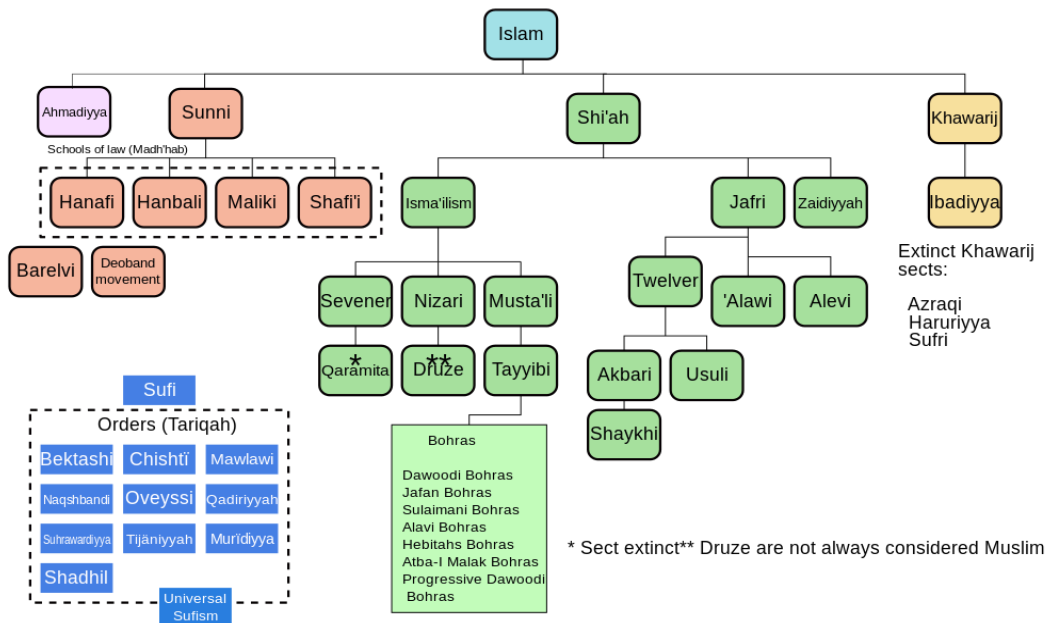 Islam
Ahmadiyya
Sunni
Shi'ah
Khawarij
Schools of law (Madh'hab)
Hanafi
Hanbali
Maliki
Shafi'i
Isma'ilism
Jafri
Zaidiyyah
Ibadiyya
Barelvi
Deoband
movement
Extinct Khawarij
sects:
Azraqi
Haruriyya
Sufri
Sevener
Nizari
Musta'li
Twelver
'Alawi
Alevi
*
Qaramita
**
Druze
Tayyibi
Akbari
Usuli
Shaykhi
Sufi
Orders (Tariqah)
Bektashi
Chishtï
Mawlawi
Naqshbandi
Oveyssi
Qadiriyyah
Suhrawardiyya
Tijäniyyah
Murïdiyya
Shadhil
Universal
Sufism
Bohras
Dawoodi Bohras
Jafan Bohras
Sulaimani Bohras
Alavi Bohras
Hebitahs Bohras
Atba-I Malak Bohras
Progressive Dawoodi
Bohras
* Sect extinct** Druze are not always considered Muslim